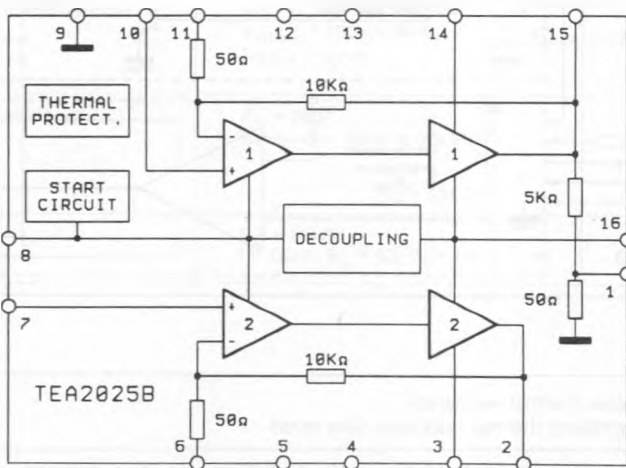 9 10 11 12 13 14 15
50Ω
10KΩ
THERMAL
PROTECT.
-
1
+
1
START
CIRCUIT
5KΩ
16
DECOUPLING
8
50Ω
1
7
+
2
-
2
10KΩ
TEA2025B
50Ω
6 5 4 3 2